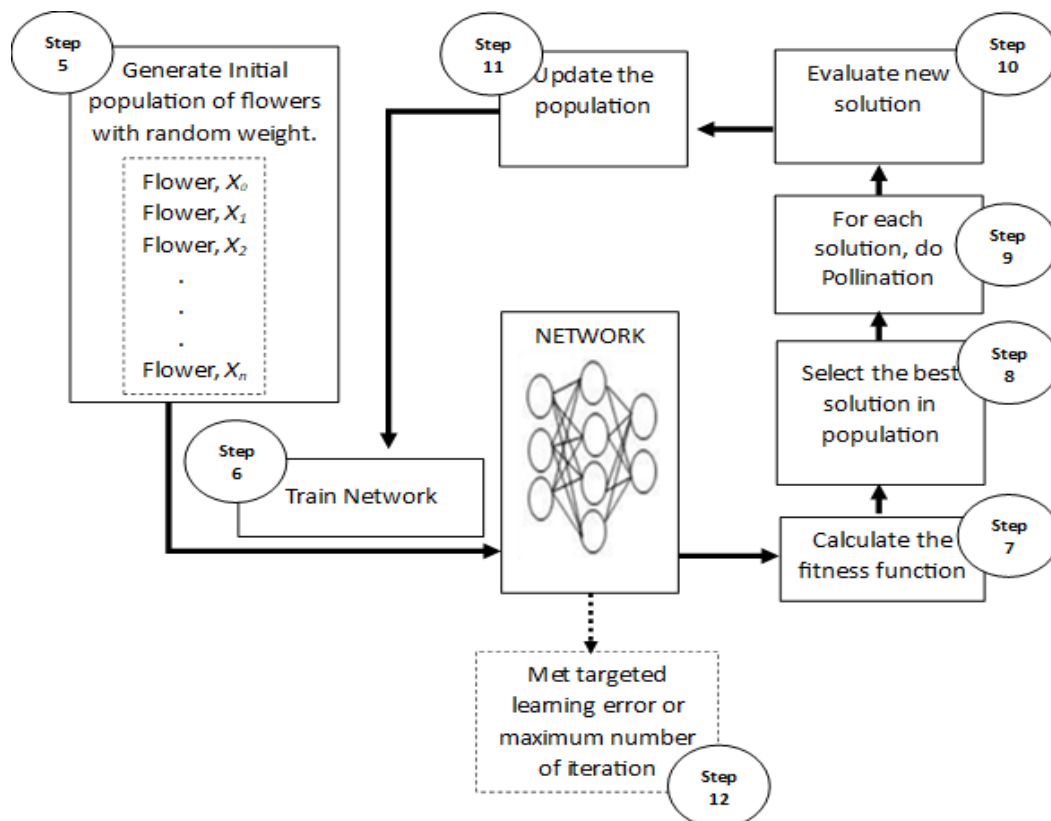 Step
5
Generate Initial
population of flowers
with random weight.
Flower, X₀
Flower, X₁
Flower, X₂
.
.
.
Flower, Xₙ
Step
6
Train Network
NETWORK
Step
7
Calculate the
fitness function
Step
8
Select the best
solution in
population
Step
9
For each
solution, do
Pollination
Step
10
Evaluate new
solution
Step
11
Update the
population
Met targeted
learning error or
maximum number
of iteration
Step
12